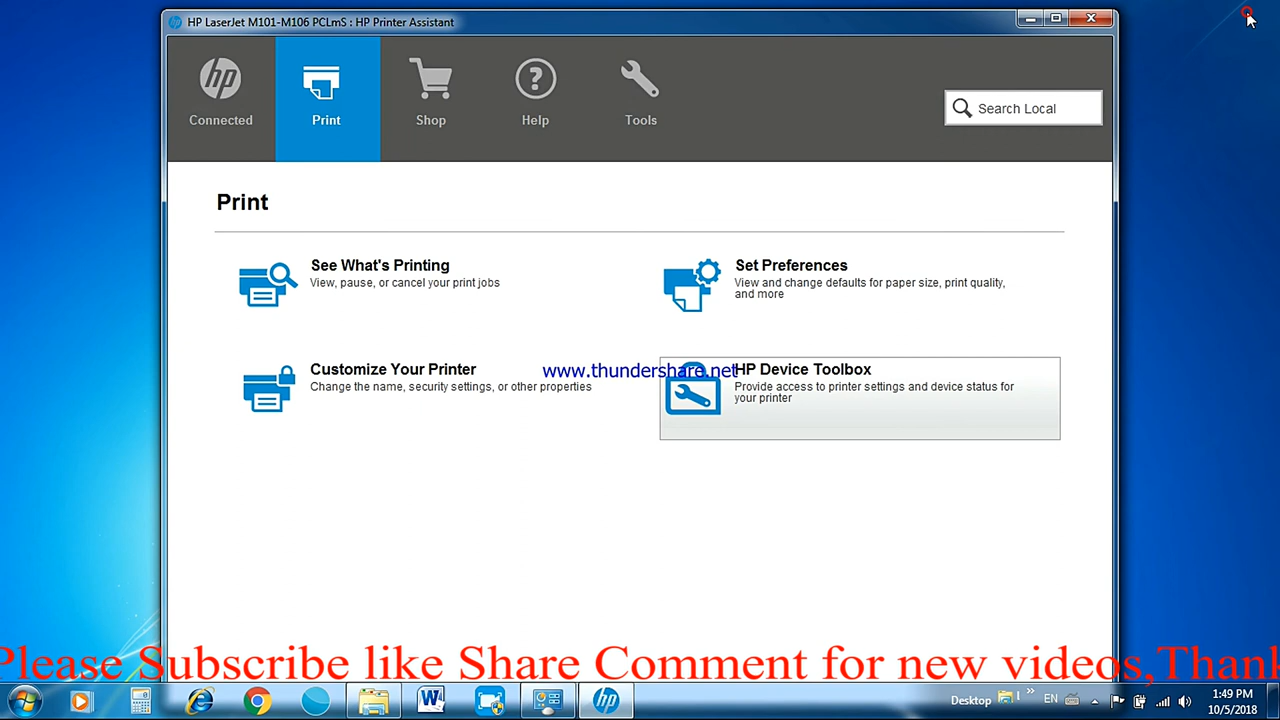 HP LaserJet M101-M106 PCLmS : HP Printer Assistant
hp
Connected
Print
Shop
?
Help
Tools
Search Local
Print
See What's Printing
View, pause, or cancel your print jobs
Set Preferences
View and change defaults for paper size, print quality,
and more
Customize Your Printer
Change the name, security settings, or other properties
www.thundershare.net
HP Device Toolbox
Provide access to printer settings and device status for
your printer
Please Subscribe like Share Comment for new videos,Thank
W
hp
Desktop
»
EN
1:49 PM
10/5/2018